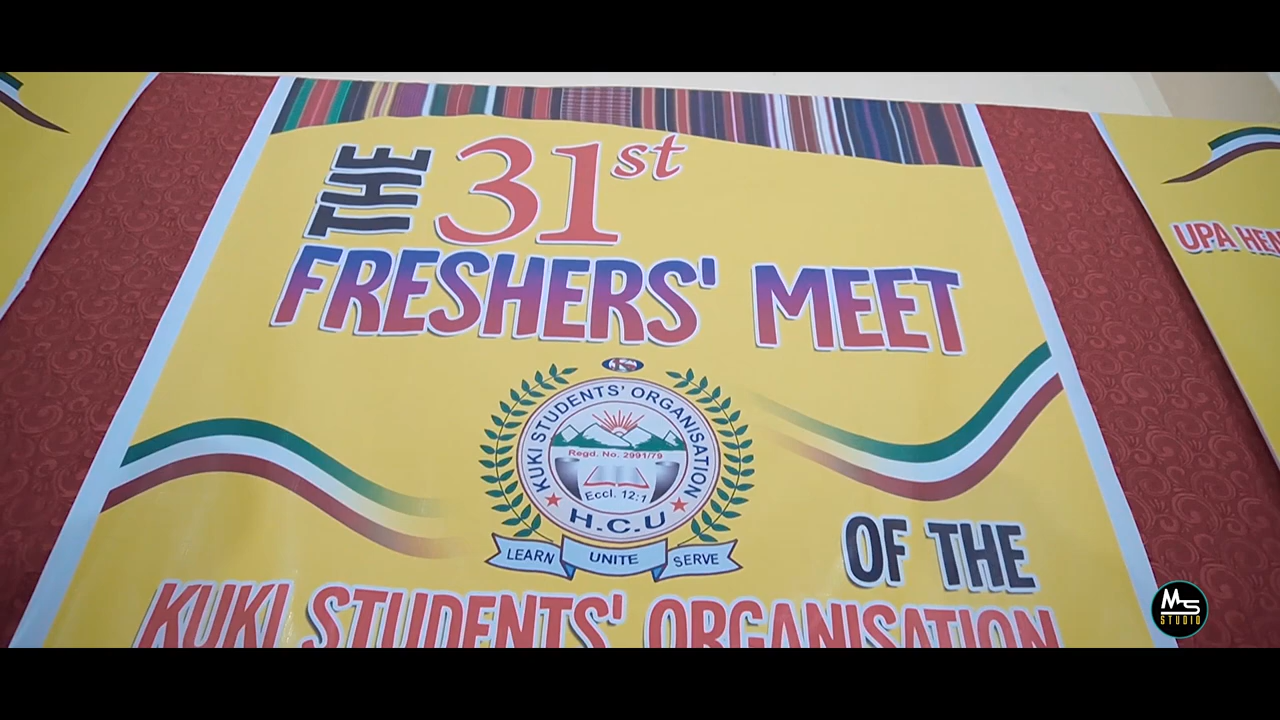 THE 31st
FRESHERS' MEET
KUKI STUDENTS' ORGANISATION
Regd. No. 2991/79
Eccl. 12:1
H.C.U
LEARN UNITE SERVE
OF THE
KUKI STUDENTS' ORGANISATION
UPA
MS
STUDIO